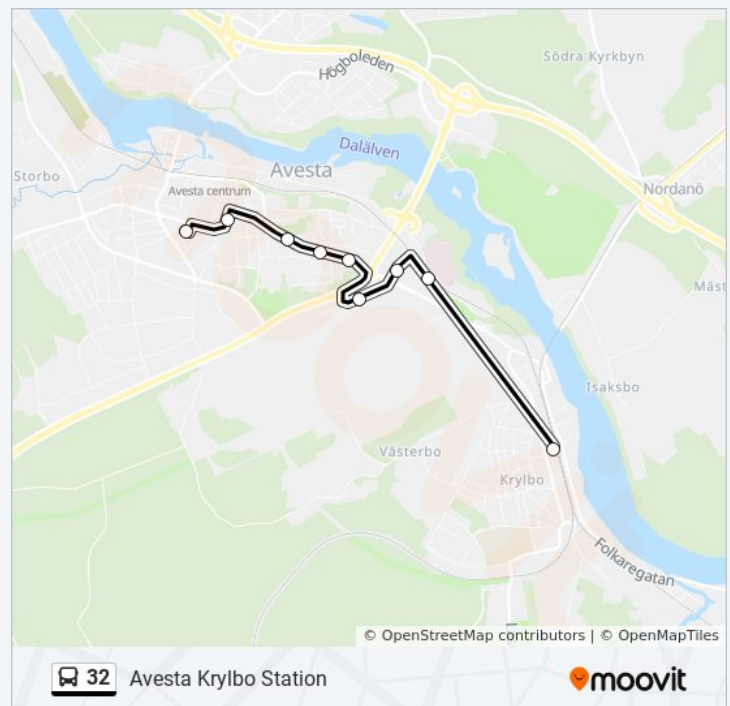 Södra Kyrkbyn
Högboleden
Dalälven
Storbo
Avesta
Avesta centrum
Nordanö
Mäst
Isaksbo
Västerbo
Krylbo
Folkaregatan
© OpenStreetMap contributors | © OpenMapTiles
32 Avesta Krylbo Station
moovit